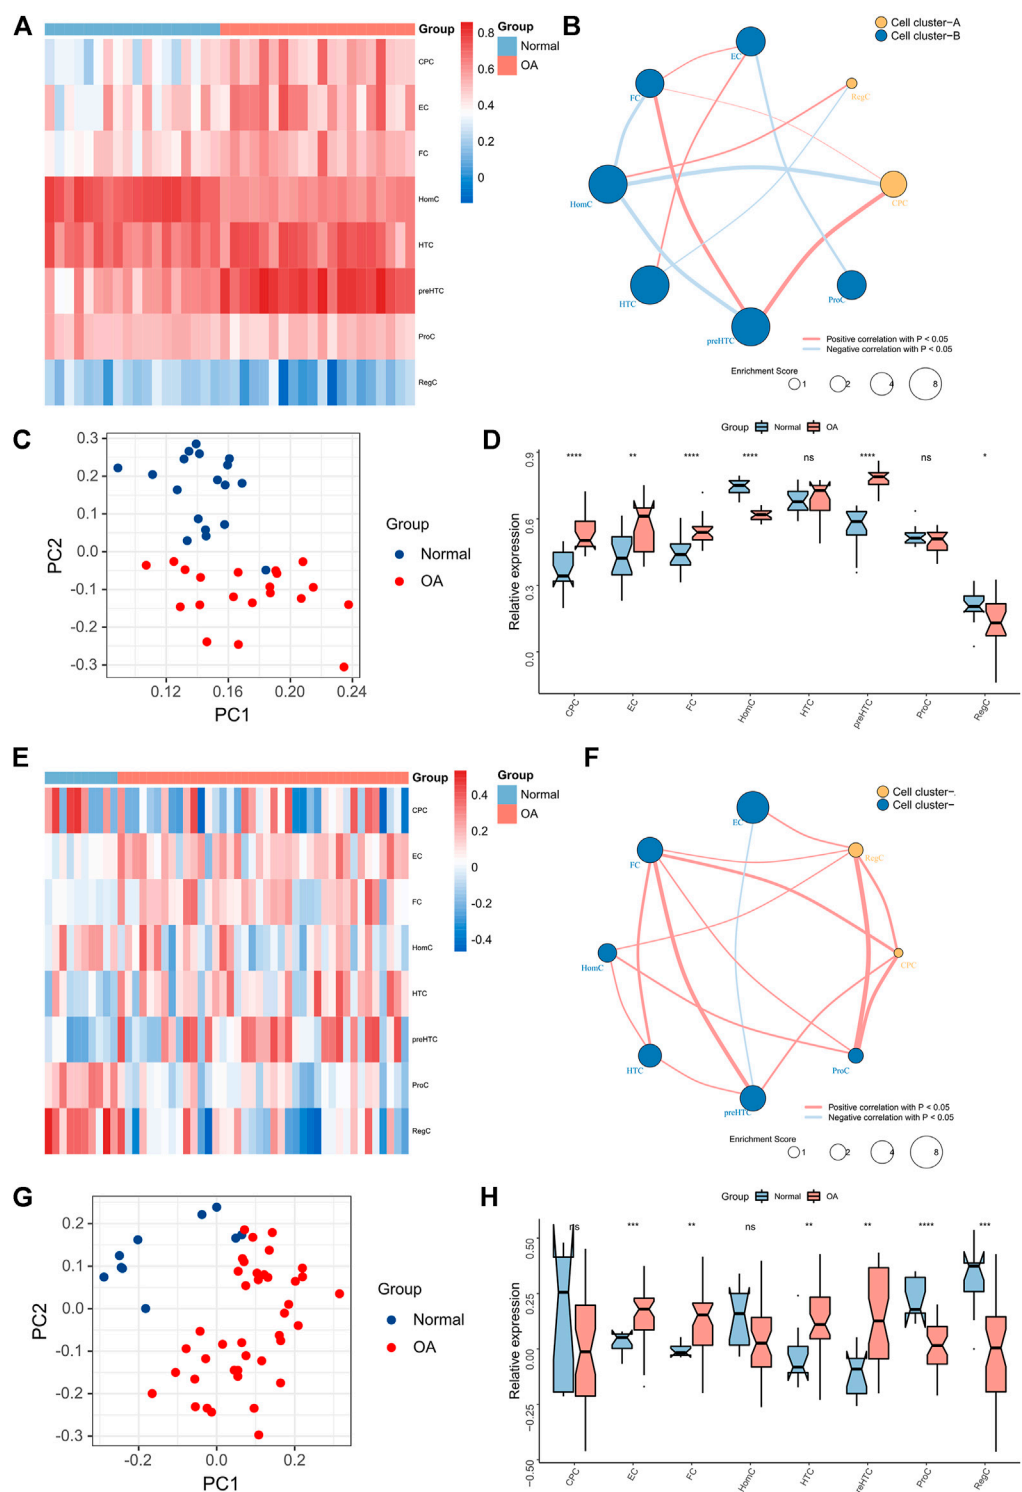 A
Group
Normal
OA
Group
0.8
0.6
0.4
0.2
0
CPC
EC
FC
HomC
HTC
preHTC
ProC
RegC
B
Cell cluster-A
Cell cluster-B
EC
RegC
FC
HomC
CPC
HTC
ProC
preHTC
Positive correlation with P < 0.05
Negative correlation with P < 0.05
Enrichment Score
1 2 4 8
C
0.3
0.2
0.1
0.0
-0.1
-0.2
-0.3
PC2
0.12 0.16 0.20 0.24
PC1
Group
Normal
OA
D
Group Normal OA
**** ** **** **** ns **** ns *
0.9
0.6
0.3
0.0
Relative expression
CPC EC FC HomC HTC preHTC ProC RegC
E
Group
Normal
OA
Group
0.4
0.2
0
-0.2
-0.4
CPC
EC
FC
HomC
HTC
preHTC
ProC
RegC
F
Cell cluster-
Cell cluster-
EC
FC
RegC
HomC
CPC
HTC
ProC
preHTC
Positive correlation with P < 0.05
Negative correlation with P < 0.05
Enrichment Score
1 2 4 8
G
0.2
0.1
0.0
-0.1
-0.2
-0.3
PC2
-0.2 0.0 0.2
PC1
Group
Normal
OA
H
Group Normal OA
ns *** ** ns ** ** **** ***
0.50
0.25
0.00
-0.25
-0.50
Relative expression
CPC EC FC HomC HTC preHTC ProC RegC